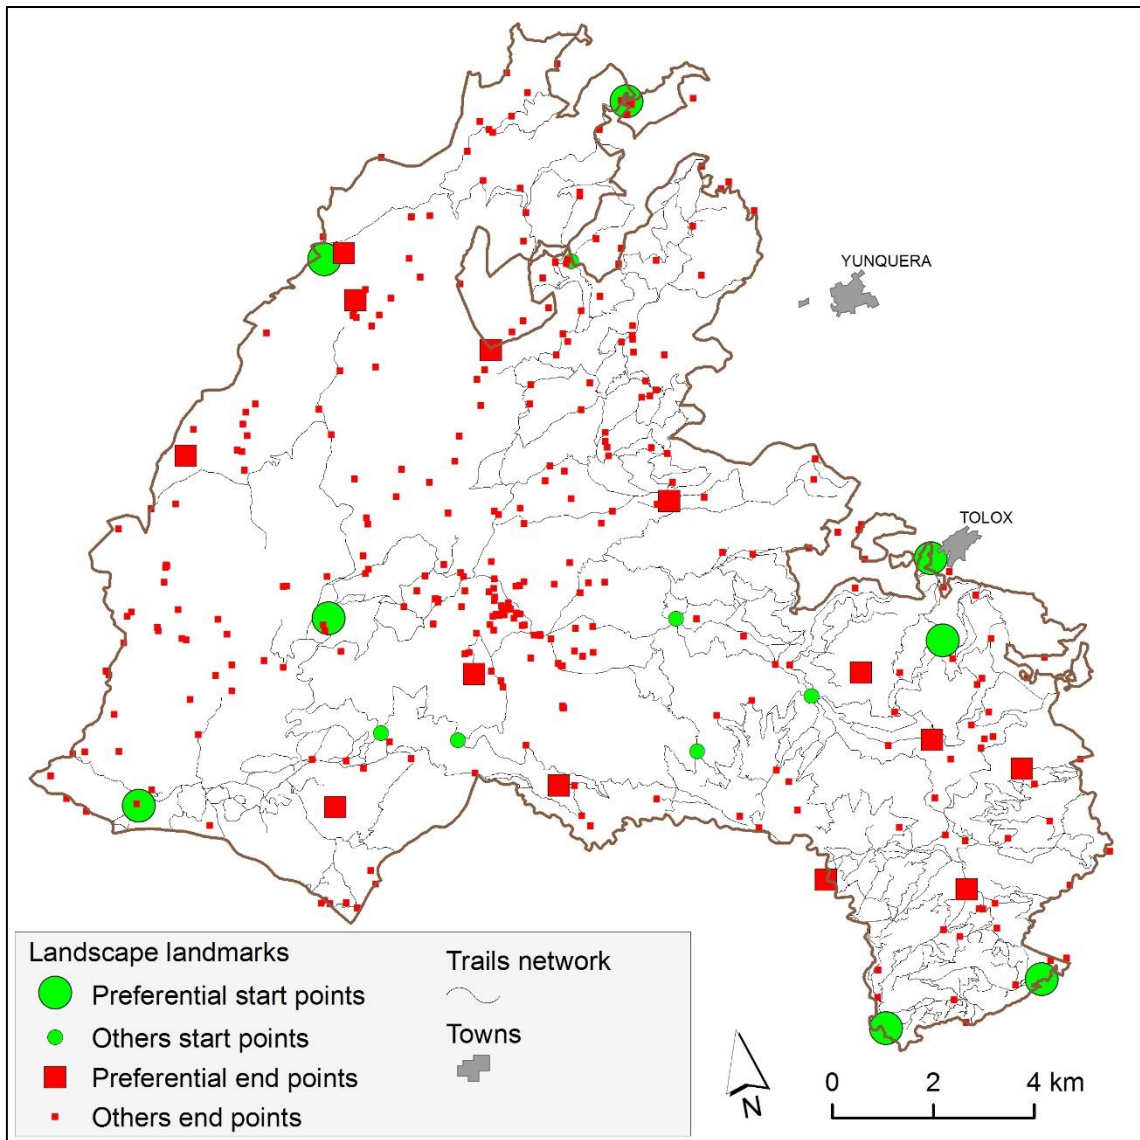 YUNQUERA
TOLOX
Landscape landmarks
Preferential start points
Others start points
Preferential end points
Others end points
Trails network
Towns
N
0 2 4 km